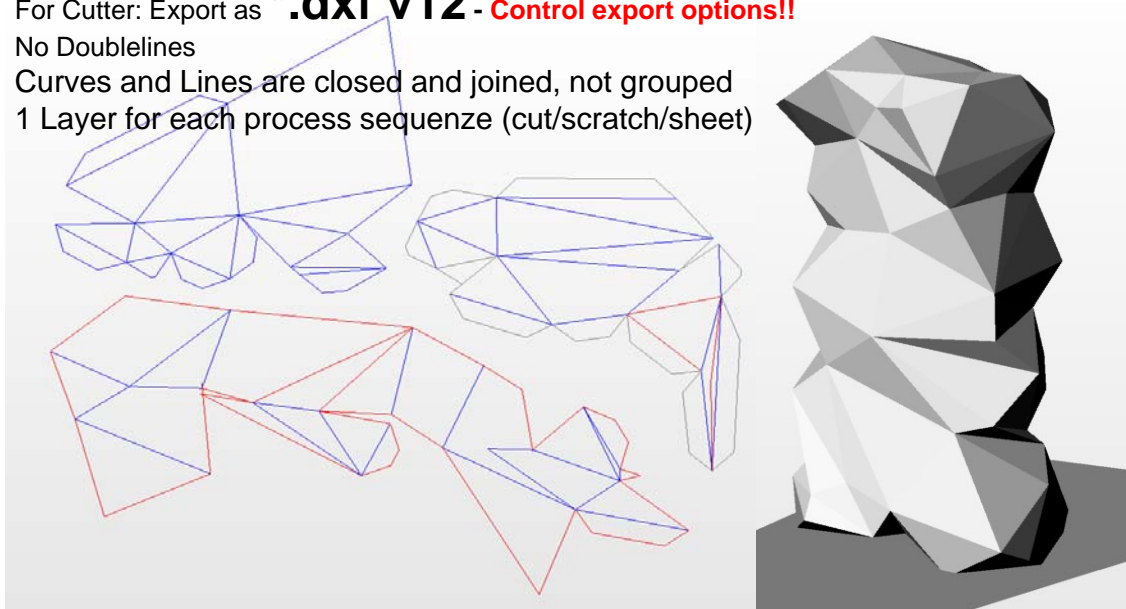 For Cutter: Export as *.dxf V12 - Control export options!!
No Doublelines
Curves and Lines are closed and joined, not grouped
1 Layer for each process sequenze (cut/scratch/sheet)